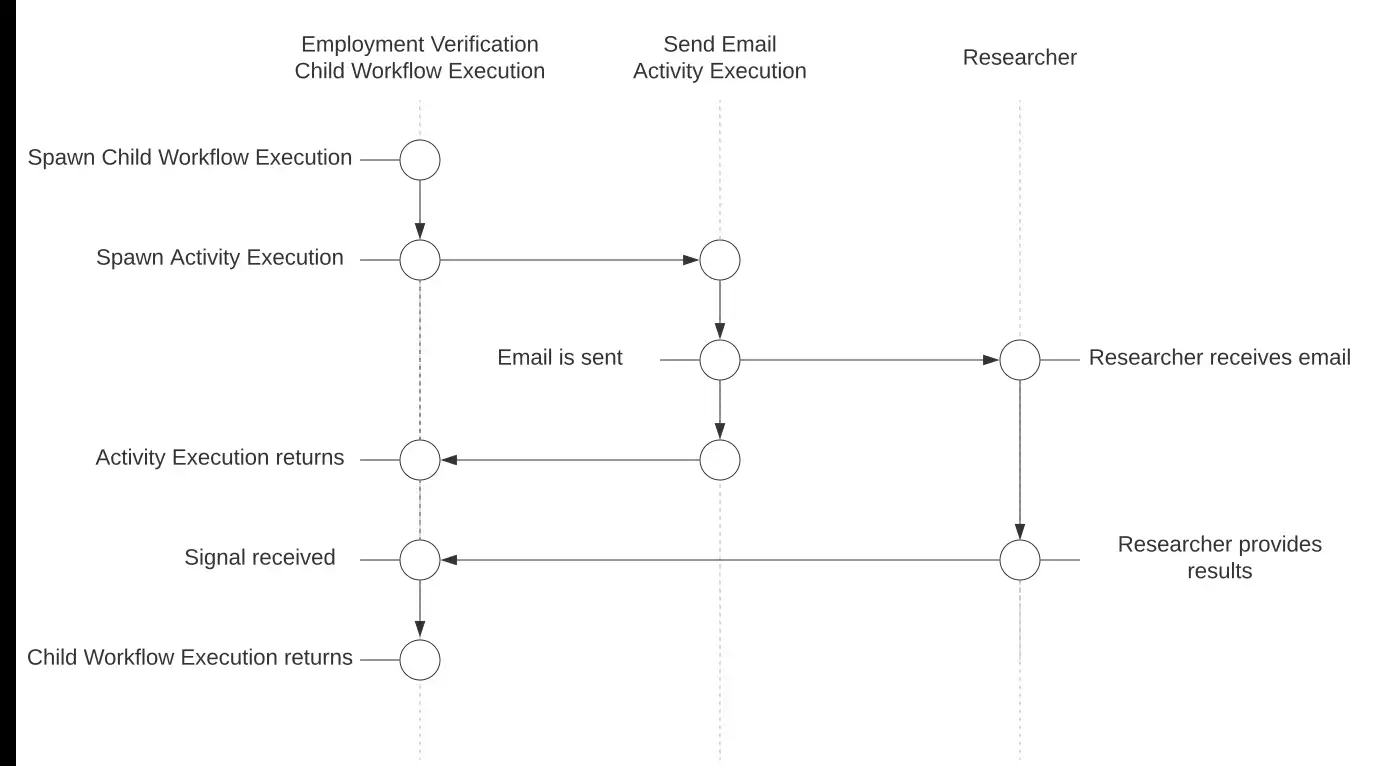 Employment Verification
Child Workflow Execution
Send Email
Activity Execution
Researcher
Spawn Child Workflow Execution
Spawn Activity Execution
Email is sent
Researcher receives email
Activity Execution returns
Signal received
Researcher provides
results
Child Workflow Execution returns